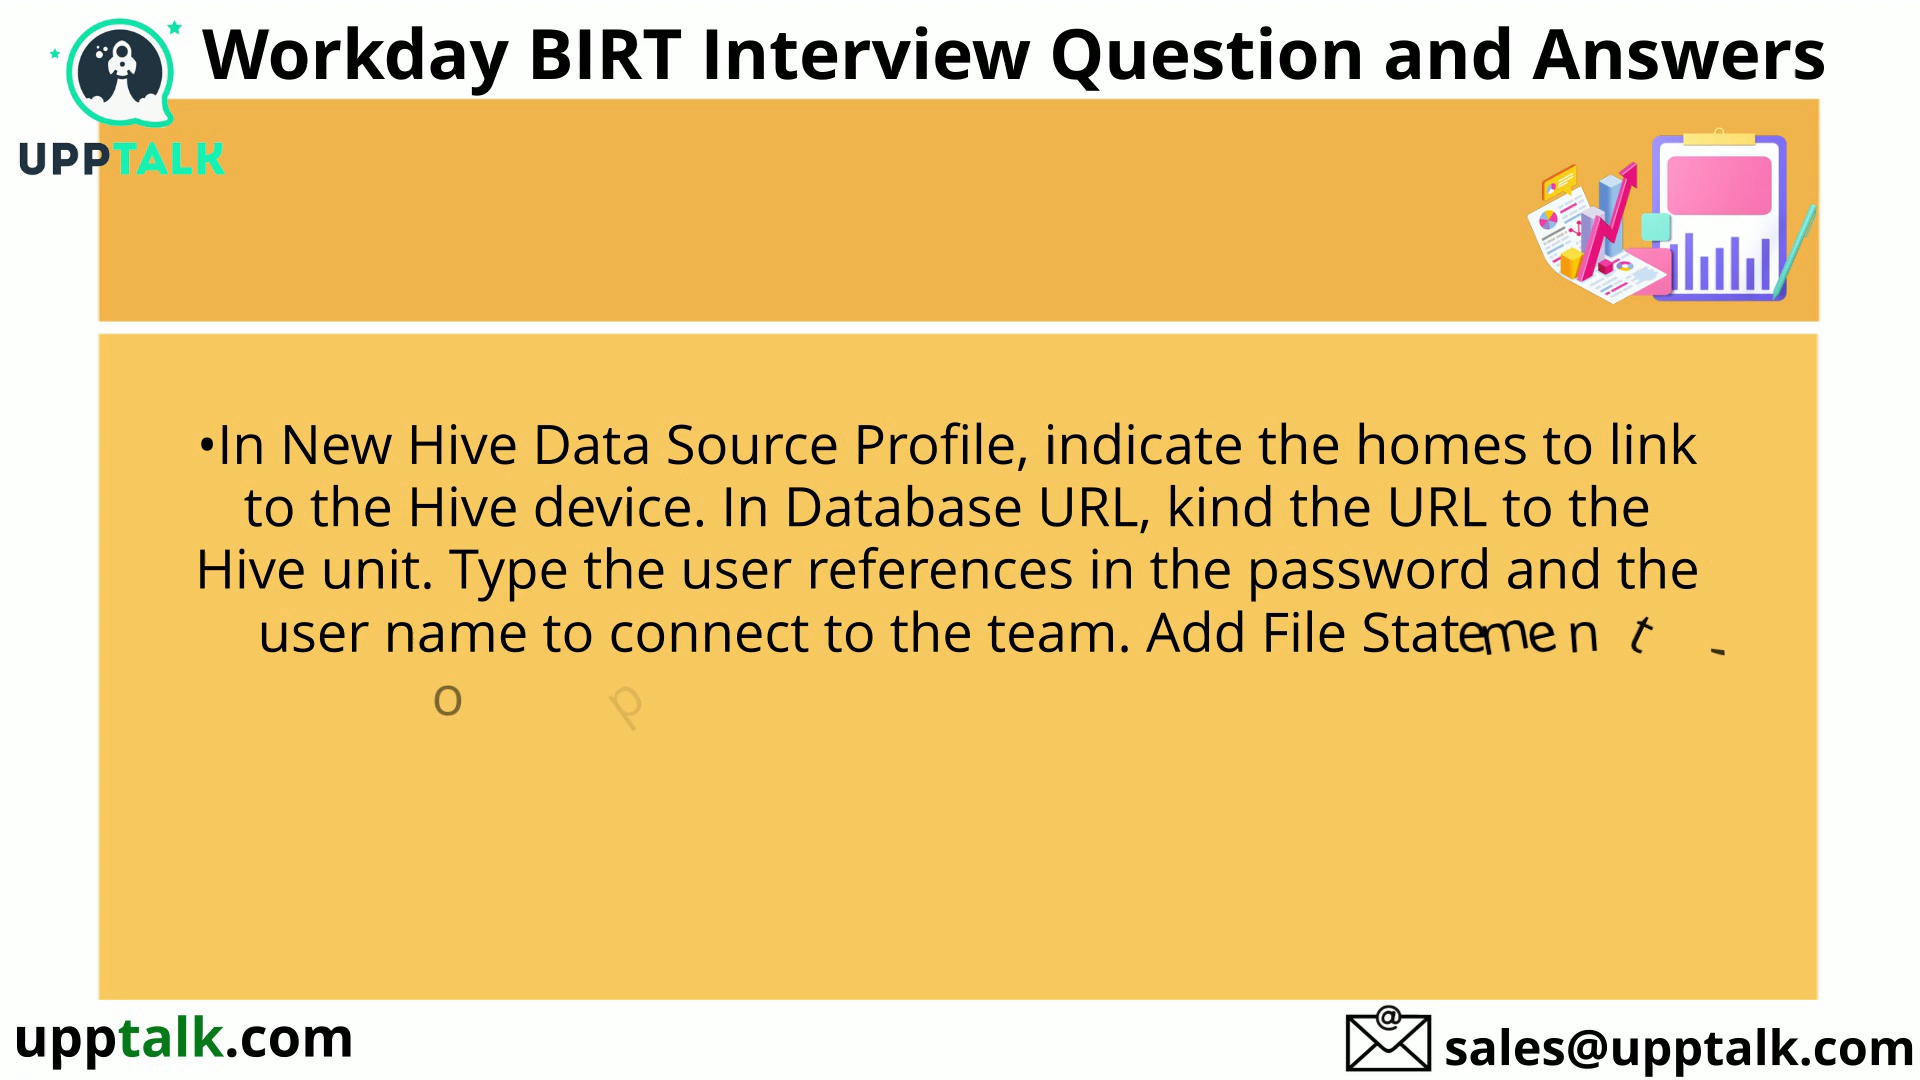 Workday BIRT Interview Question and Answers
UPPTALK
•In New Hive Data Source Profile, indicate the homes to link
to the Hive device. In Database URL, kind the URL to the
Hive unit. Type the user references in the password and the
user name to connect to the team. Add File Statement -
o p
upptalk.com
sales@upptalk.com